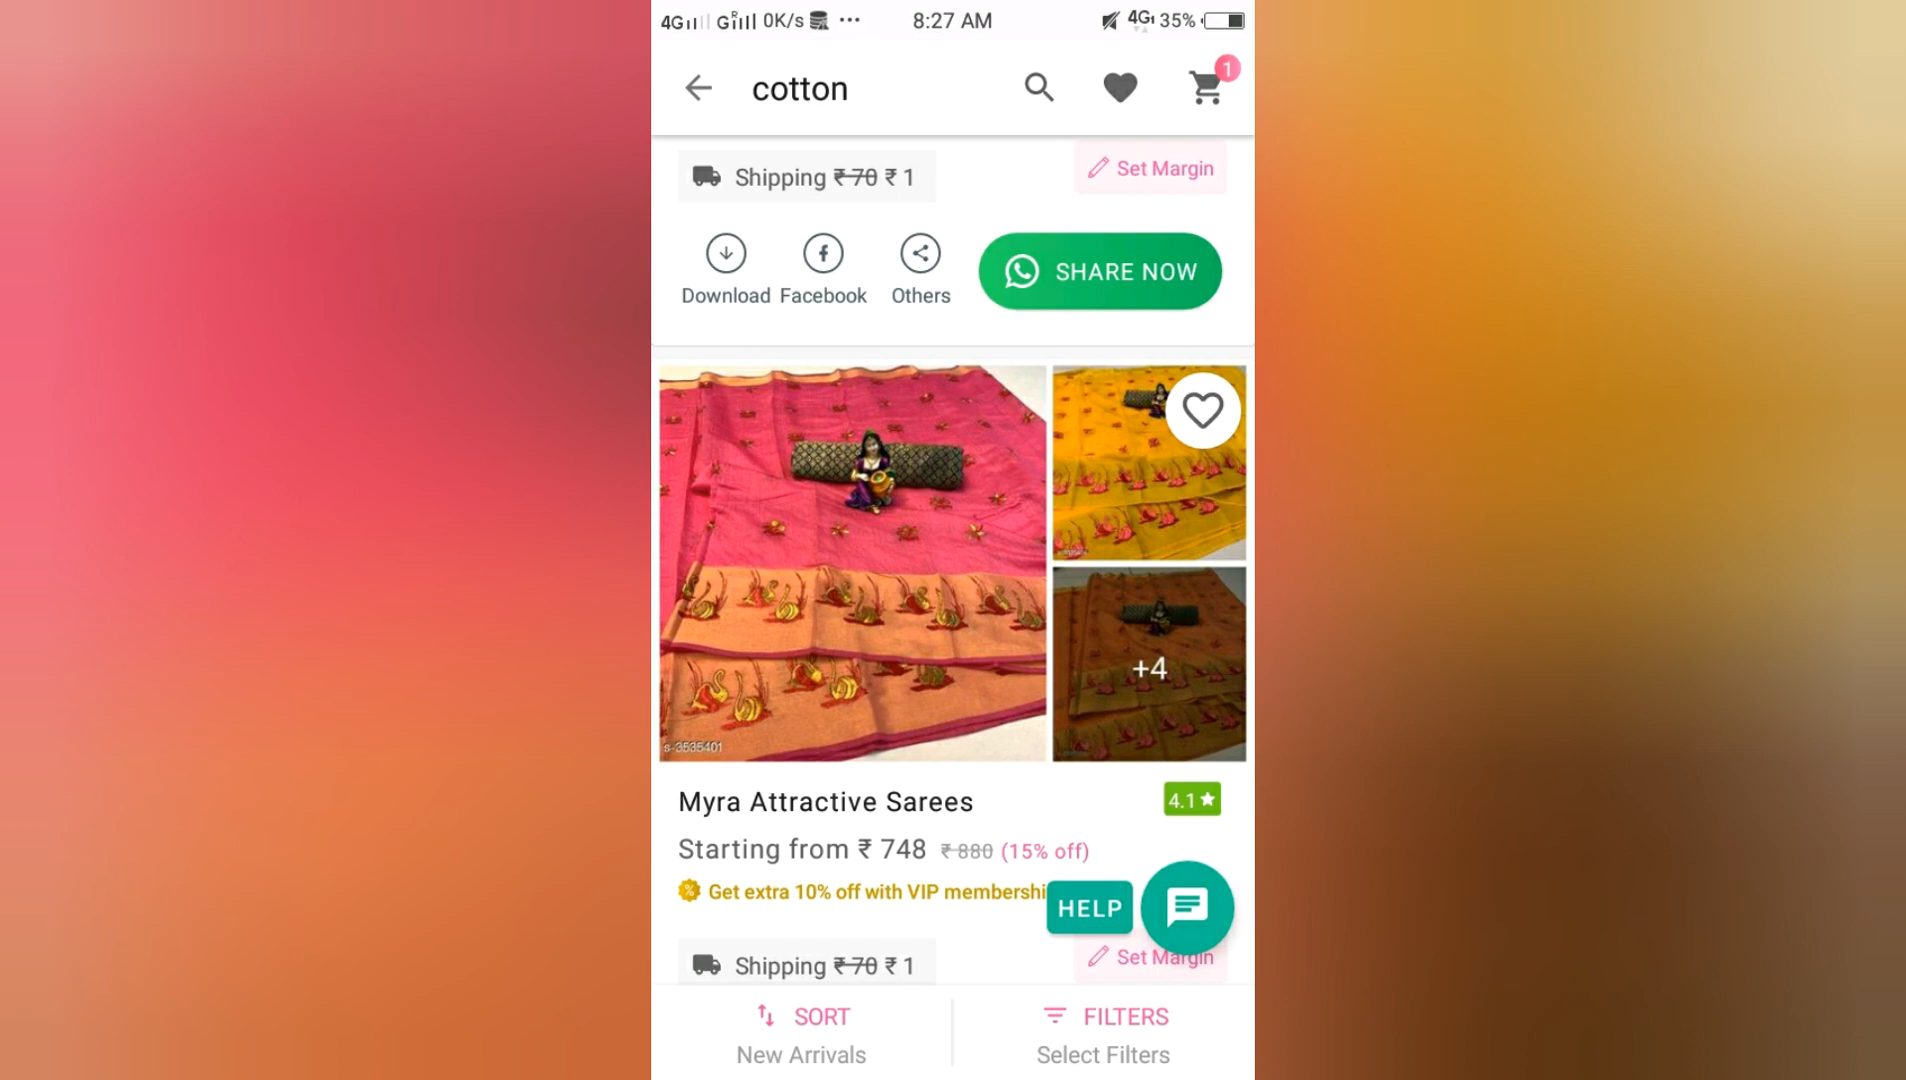 4G G R 0K/s ... 8:27 AM 4G 35%
cotton 1
Shipping ₹ 70 ₹ 1 Set Margin
Download Facebook Others SHARE NOW
+4
s-3535401
Myra Attractive Sarees 4.1
Starting from ₹ 748 ₹ 880 (15% off)
% Get extra 10% off with VIP membershi
HELP
Shipping ₹ 70 ₹ 1 Set Margin
SORT FILTERS
New Arrivals Select Filters